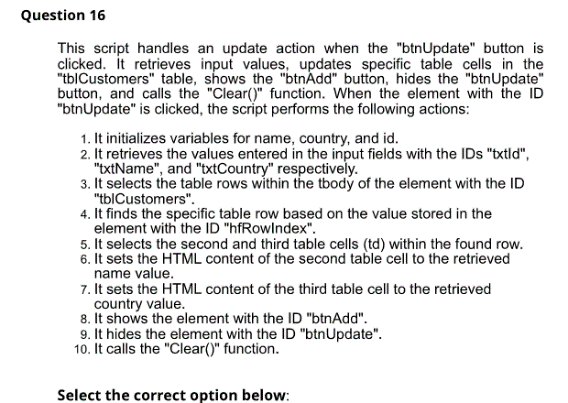 Question 16
This script handles an update action when the "btnUpdate" button is
clicked. It retrieves input values, updates specific table cells in the
"tblCustomers" table, shows the "btnAdd" button, hides the "btnUpdate"
button, and calls the "Clear()" function. When the element with the ID
"btnUpdate" is clicked, the script performs the following actions:
1. It initializes variables for name, country, and id.
2. It retrieves the values entered in the input fields with the IDs "txtId",
"txtName", and "txtCountry" respectively.
3. It selects the table rows within the tbody of the element with the ID
"tblCustomers".
4. It finds the specific table row based on the value stored in the
element with the ID "hfRowIndex".
5. It selects the second and third table cells (td) within the found row.
6. It sets the HTML content of the second table cell to the retrieved
name value.
7. It sets the HTML content of the third table cell to the retrieved
country value.
8. It shows the element with the ID "btnAdd".
9. It hides the element with the ID "btnUpdate".
10. It calls the "Clear()" function.
Select the correct option below: